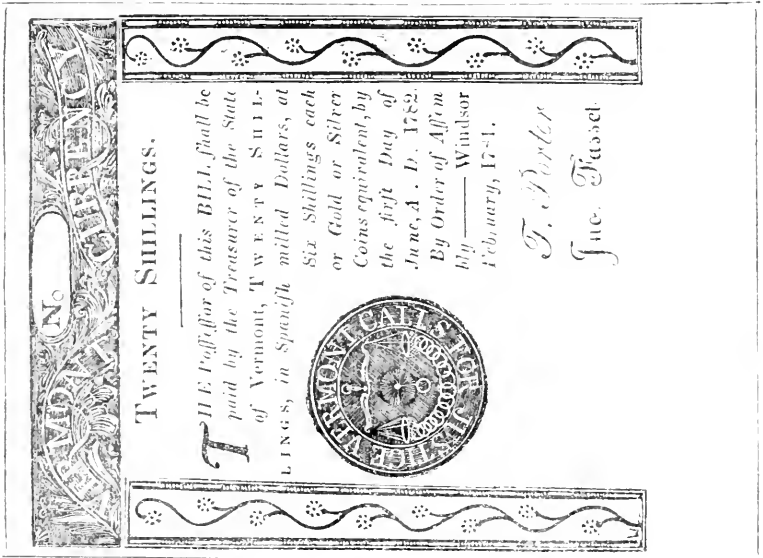 VERMONT CURRENCY
No.
TWENTY SHILLINGS.
THE Poſſeſſor of this BILL ſhall be
paid by the Treaſurer of the State
of Vermont, TWENTY SHIL-
LINGS, in Spaniſh milled Dollars, at
Six Shillings each
or Gold or Silver
Coins equivalent, by
the firſt Day of
June, A. D. 1782.
By Order of Aſſem
bly —— Windsor
February, 1781.
VERMONT CALLS FOR JUSTICE
T. Porter
Jno. Fasset.